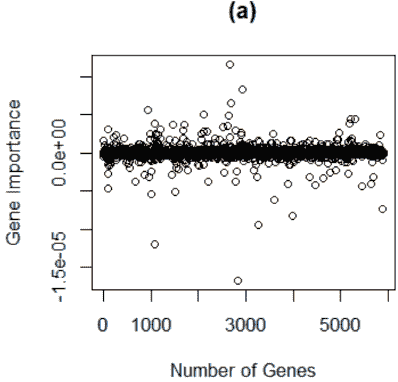 (a)
Gene Importance
0.0e+00
-1.5e-05
0
1000
3000
5000
Number of Genes